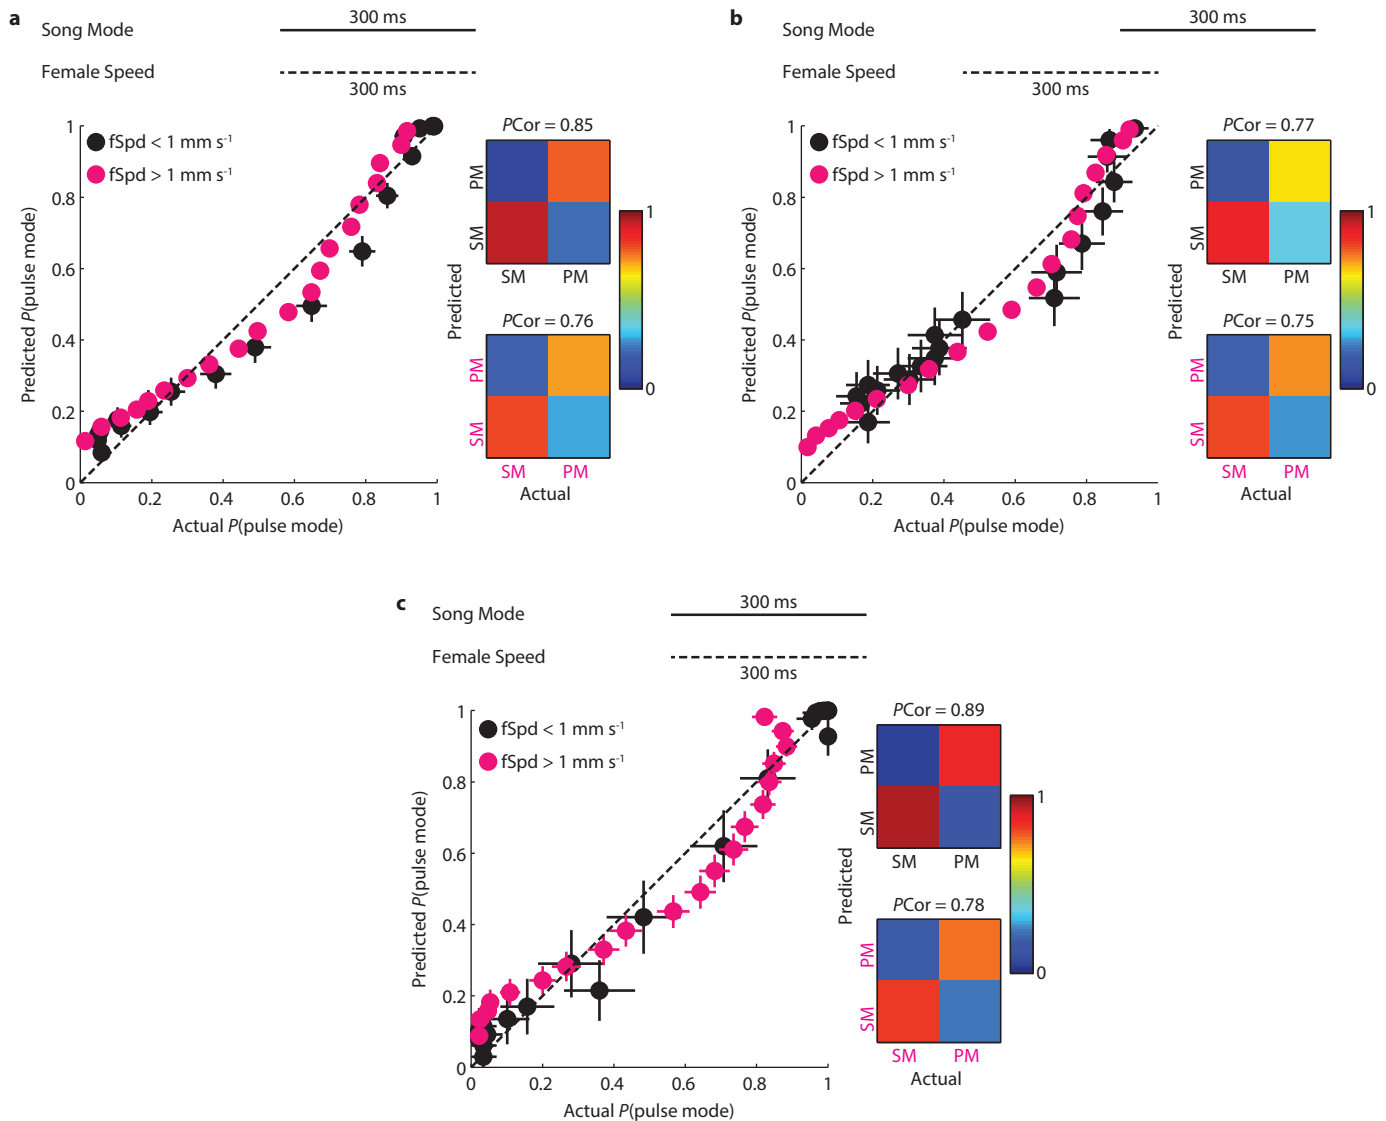 a
300 ms
Song Mode
Female Speed
300 ms
fSpd < 1 mm s⁻¹
fSpd > 1 mm s⁻¹
1
0.8
0.6
0.4
0.2
0
Predicted P(pulse mode)
0 0.2 0.4 0.6 0.8 1
Actual P(pulse mode)
PCor = 0.85
PM
SM
SM PM
Predicted
1
0
PCor = 0.76
PM
SM
SM PM
Actual
b
300 ms
Song Mode
Female Speed
300 ms
fSpd < 1 mm s⁻¹
fSpd > 1 mm s⁻¹
1
0.8
0.6
0.4
0.2
0
Predicted P(pulse mode)
0 0.2 0.4 0.6 0.8 1
Actual P(pulse mode)
PCor = 0.77
PM
SM
SM PM
Predicted
1
0
PCor = 0.75
PM
SM
SM PM
Actual
c
300 ms
Song Mode
Female Speed
300 ms
fSpd < 1 mm s⁻¹
fSpd > 1 mm s⁻¹
1
0.8
0.6
0.4
0.2
0
Predicted P(pulse mode)
0 0.2 0.4 0.6 0.8 1
Actual P(pulse mode)
PCor = 0.89
PM
SM
SM PM
Predicted
1
0
PCor = 0.78
PM
SM
SM PM
Actual